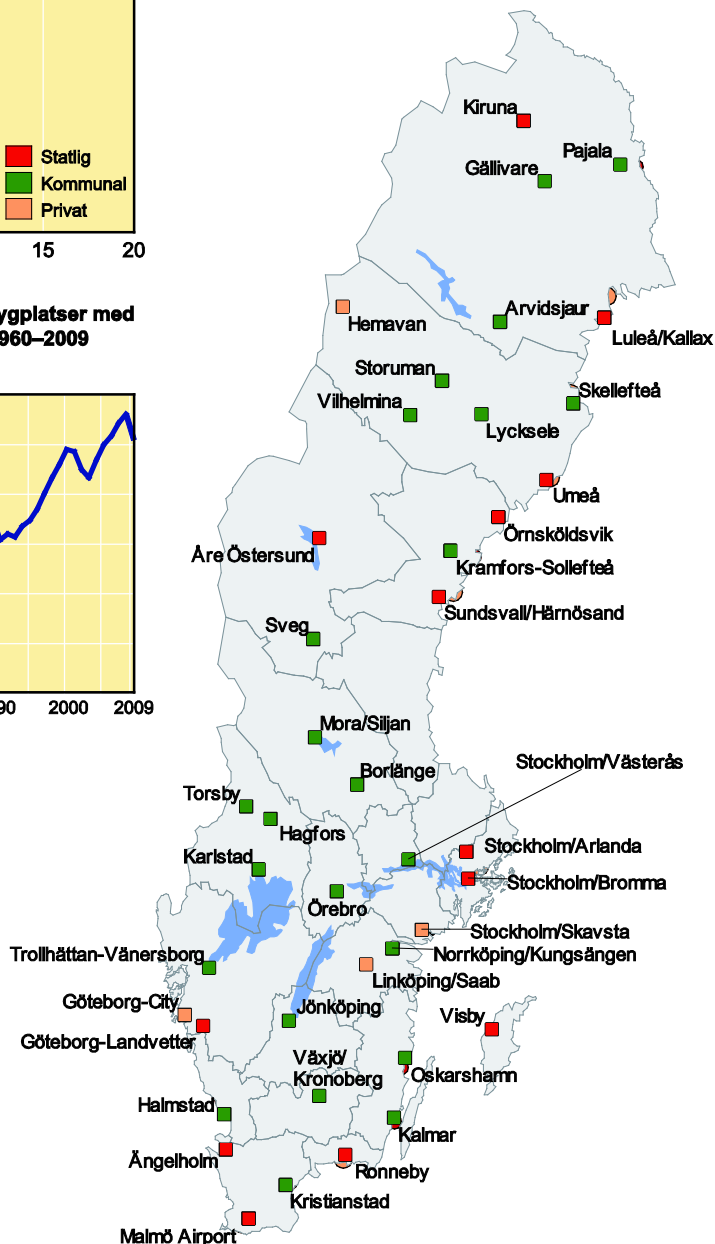 Statlig
Kommunal
Privat
15 20
med
1960–2009
2000 2009
Kiruna
Pajala
Gällivare
Arvidsjaur
Hemavan
Luleå/Kallax
Storuman
Skellefteå
Vilhelmina
Lycksele
Umeå
Örnsköldsvik
Åre Östersund
Kramfors-Sollefteå
Sundsvall/Härnösand
Sveg
Mora/Siljan
Stockholm/Västerås
Borlänge
Torsby
Hagfors
Stockholm/Arlanda
Karlstad
Stockholm/Bromma
Örebro
Stockholm/Skavsta
Trollhättan-Vänersborg
Norrköping/Kungsängen
Linköping/Saab
Göteborg-City
Jönköping
Visby
Göteborg-Landvetter
Växjö/
Kronoberg
Oskarshamn
Halmstad
Kalmar
Ängelholm
Ronneby
Kristianstad
Malmö Airport